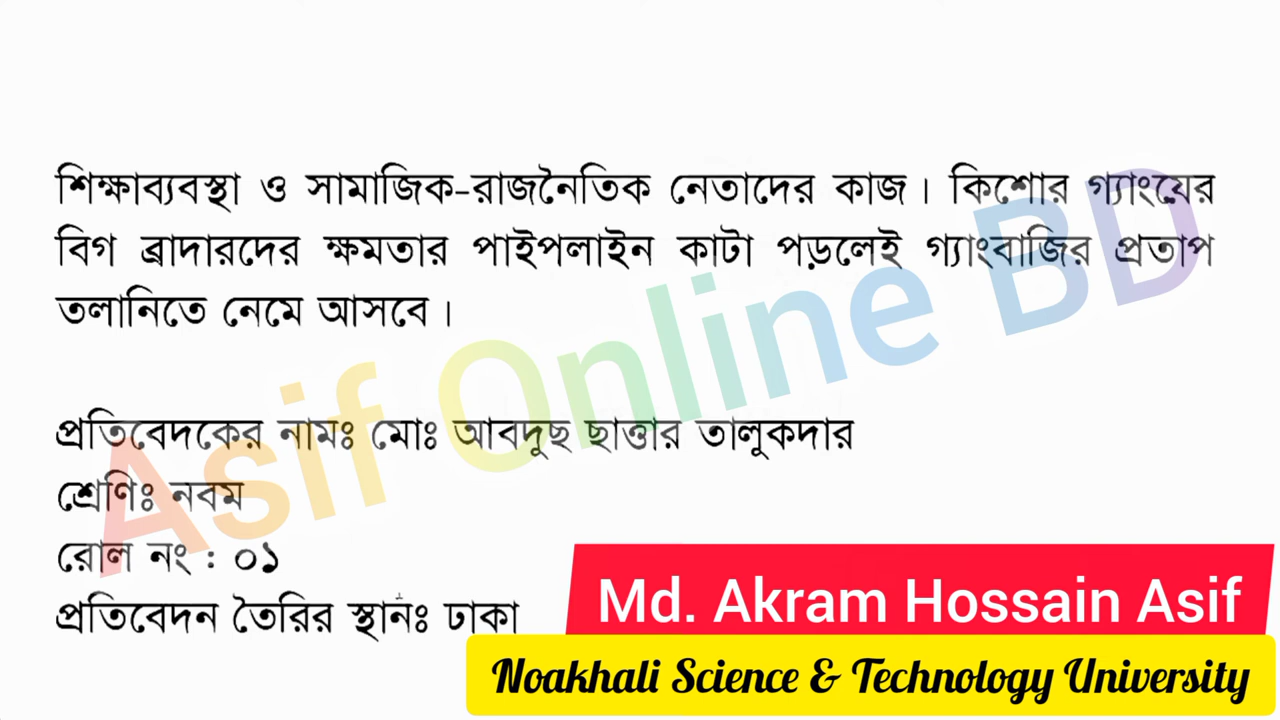 শিক্ষাব্যবস্থা ও সামাজিক-রাজনৈতিক নেতাদের কাজ। কিশোর গ্যাংয়ের
বিগ ব্রাদারদের ক্ষমতার পাইপলাইন কাটা পড়লেই গ্যাংবাজির প্রতাপ
তলানিতে নেমে আসবে।
Asif Online BD
প্রতিবেদকের নামঃ মোঃ আবদুছ ছাত্তার তালুকদার
শ্রেণিঃ নবম
রোল নং : ০১
প্রতিবেদন তৈরির স্থানঃ ঢাকা
Md. Akram Hossain Asif
Noakhali Science & Technology University